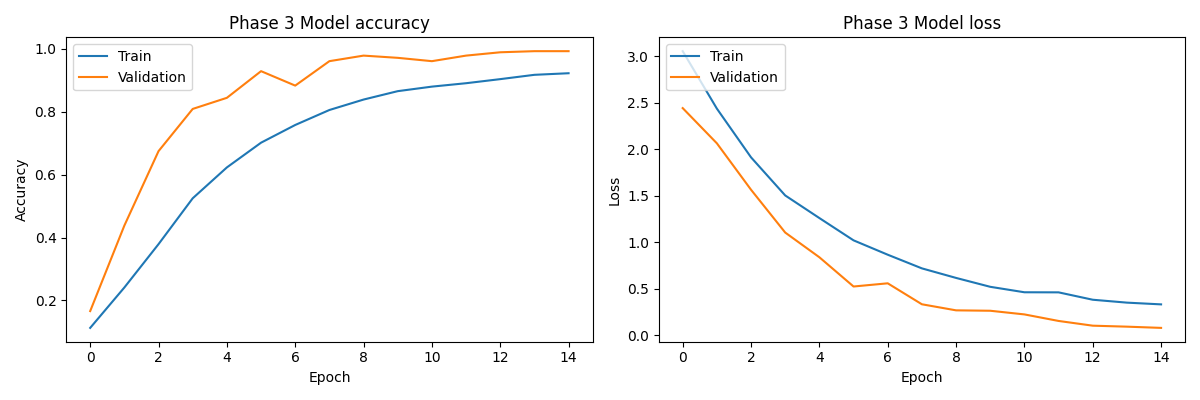 Phase 3 Model accuracy
Train
Validation
1.0
0.8
0.6
0.4
0.2
Accuracy
0 2 4 6 8 10 12 14
Epoch
Phase 3 Model loss
Train
Validation
3.0
2.5
2.0
1.5
1.0
0.5
0.0
Loss
0 2 4 6 8 10 12 14
Epoch